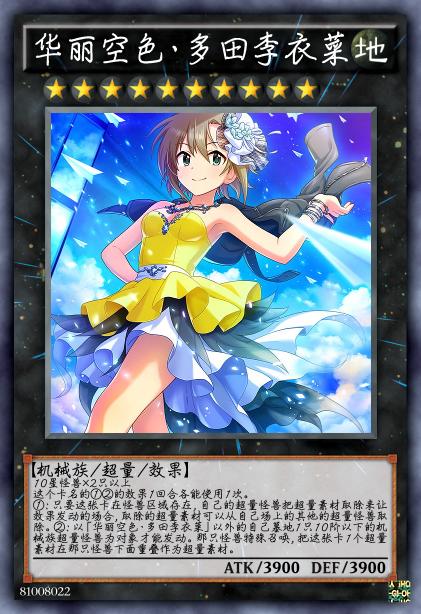 华丽空色·多田李衣菜
地
【机械族/超量/效果】
10星怪兽×2只以上
这个卡名的①②的效果1回合各能使用1次。
①：只要这张卡在怪兽区域存在，自己的超量怪兽把超量素材取除来让
效果发动的场合，取除的超量素材可以从自己场上的其他的超量怪兽取
除。②：以「华丽空色·多田李衣菜」以外的自己墓地1只10阶以下的机
械族超量怪兽为对象才能发动。那只怪兽特殊召唤，把这张卡1个超量
素材在那只怪兽下面重叠作为超量素材。
ATK/3900 DEF/3900
81008022